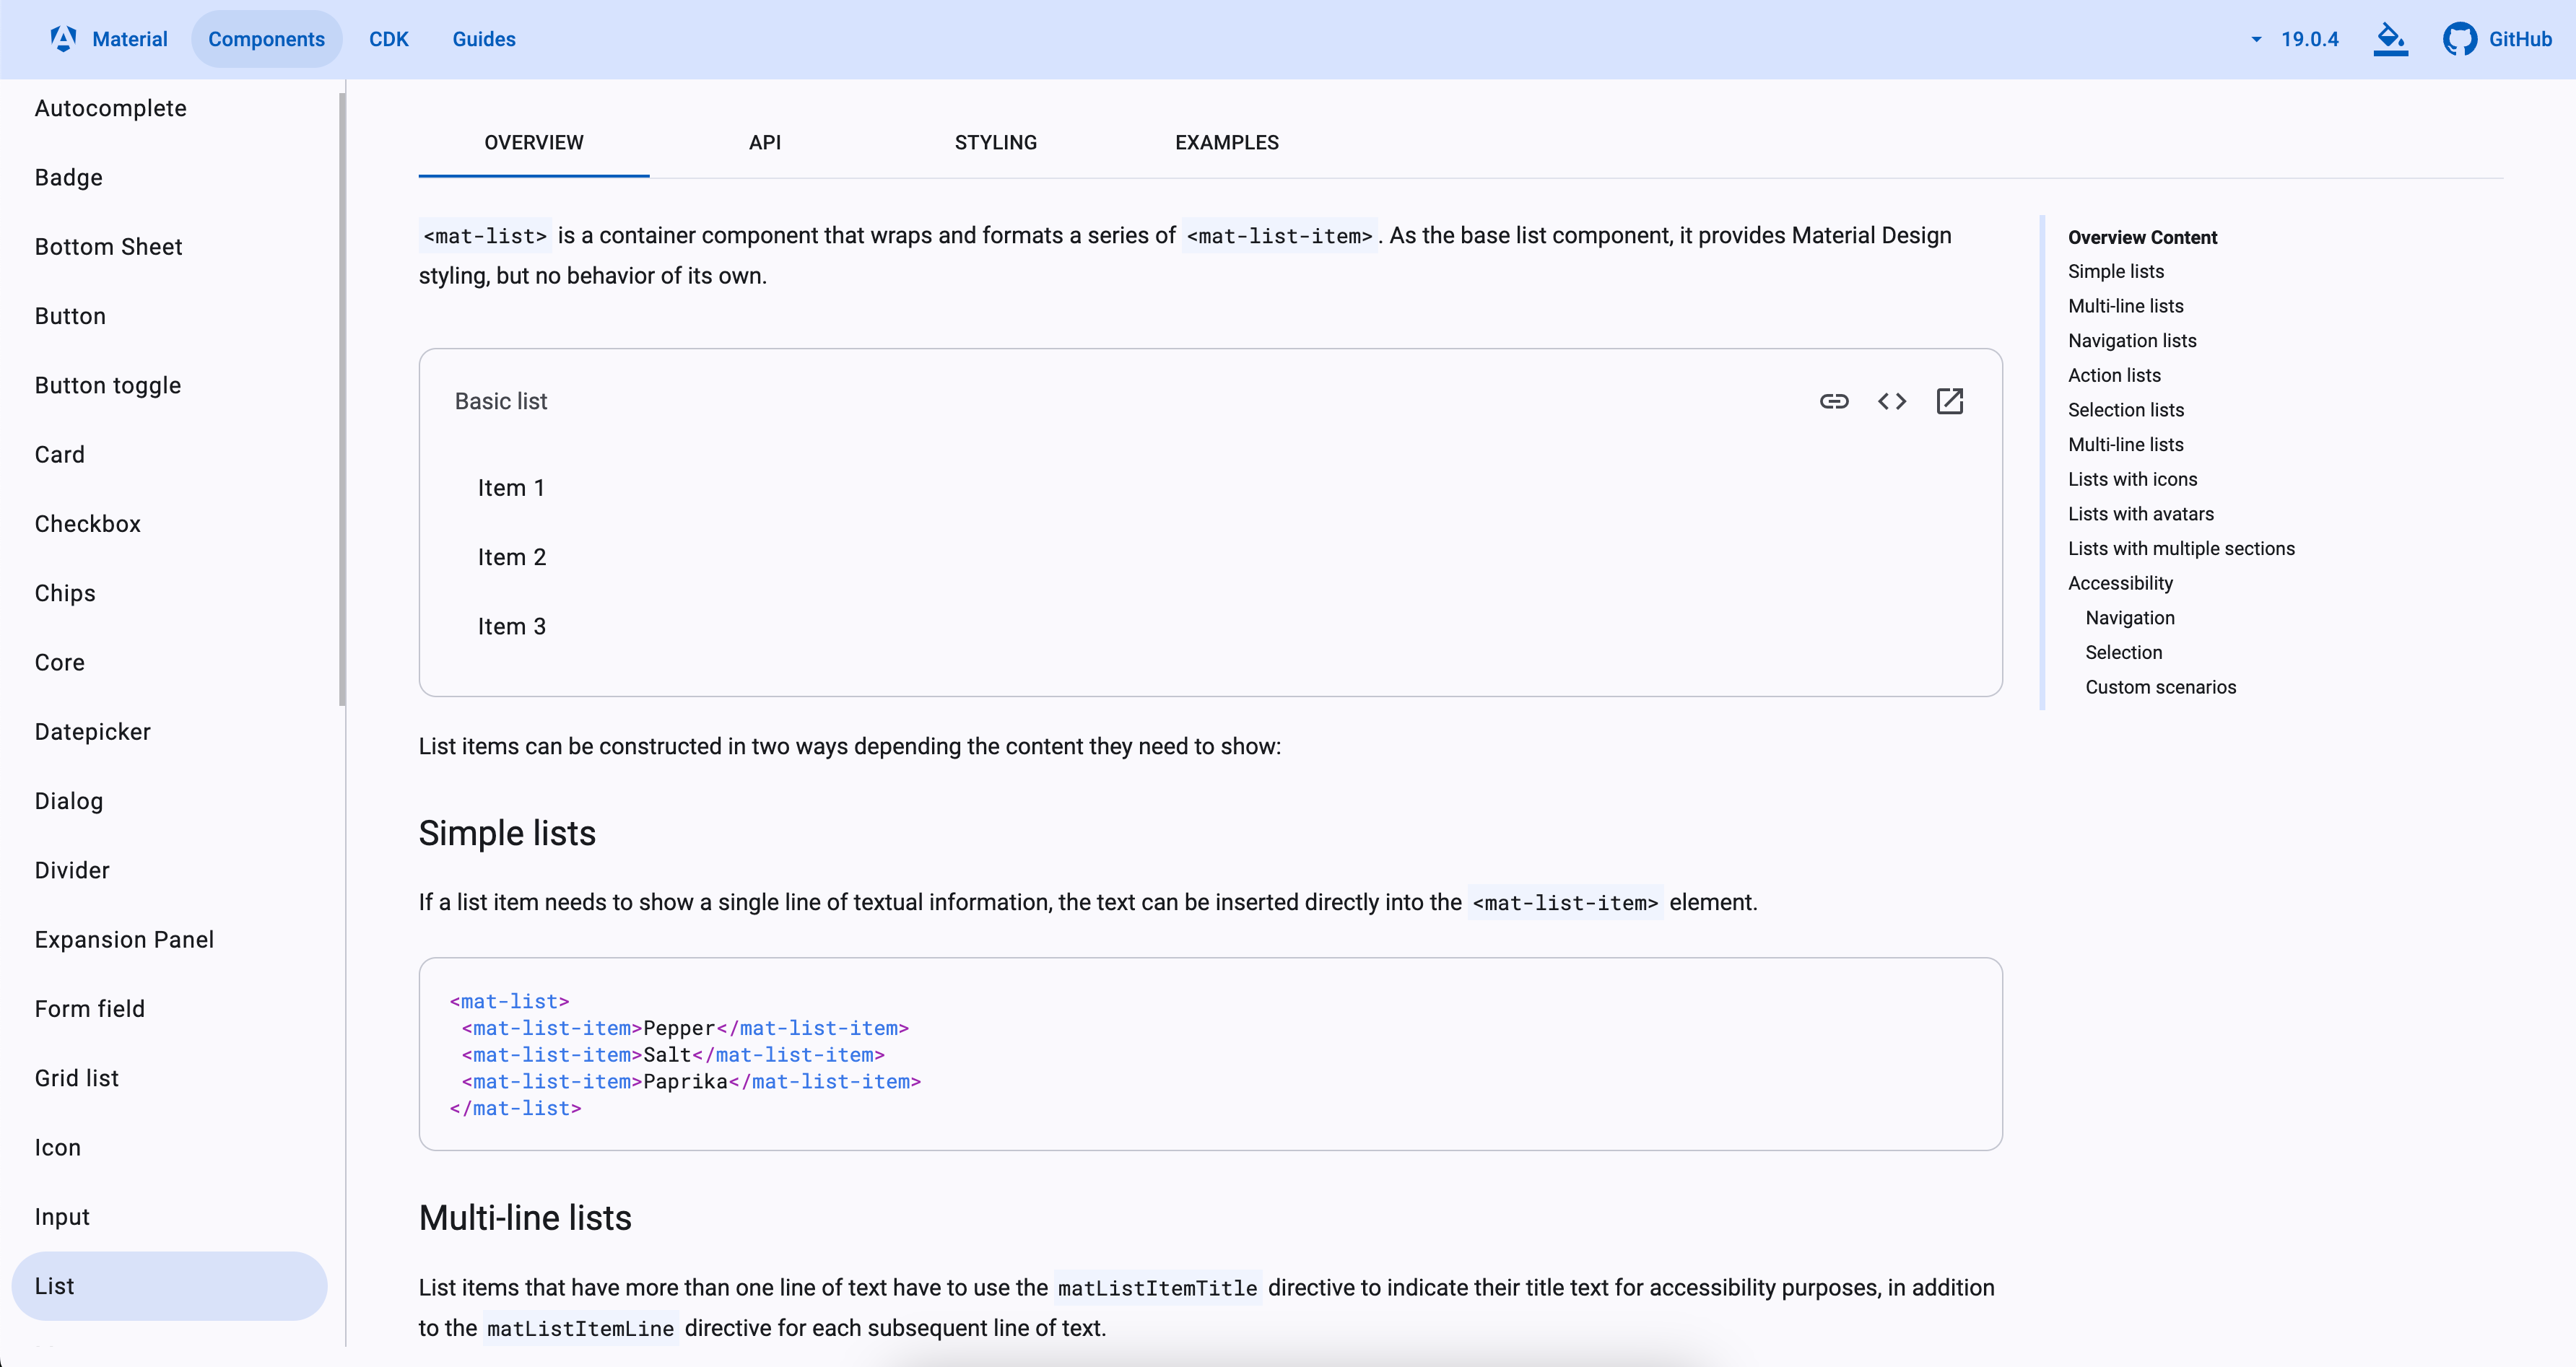 Material Components CDK Guides 19.0.4 GitHub
Autocomplete
Badge
Bottom Sheet
Button
Button toggle
Card
Checkbox
Chips
Core
Datepicker
Dialog
Divider
Expansion Panel
Form field
Grid list
Icon
Input
List
OVERVIEW API STYLING EXAMPLES
<mat-list> is a container component that wraps and formats a series of <mat-list-item>. As the base list component, it provides Material Design
styling, but no behavior of its own.
Basic list
Item 1
Item 2
Item 3
List items can be constructed in two ways depending the content they need to show:
Simple lists
If a list item needs to show a single line of textual information, the text can be inserted directly into the <mat-list-item> element.
<mat-list>
 <mat-list-item>Pepper</mat-list-item>
 <mat-list-item>Salt</mat-list-item>
 <mat-list-item>Paprika</mat-list-item>
</mat-list>
Multi-line lists
List items that have more than one line of text have to use the matListItemTitle directive to indicate their title text for accessibility purposes, in addition
to the matListItemLine directive for each subsequent line of text.
Overview Content
Simple lists
Multi-line lists
Navigation lists
Action lists
Selection lists
Multi-line lists
Lists with icons
Lists with avatars
Lists with multiple sections
Accessibility
Navigation
Selection
Custom scenarios